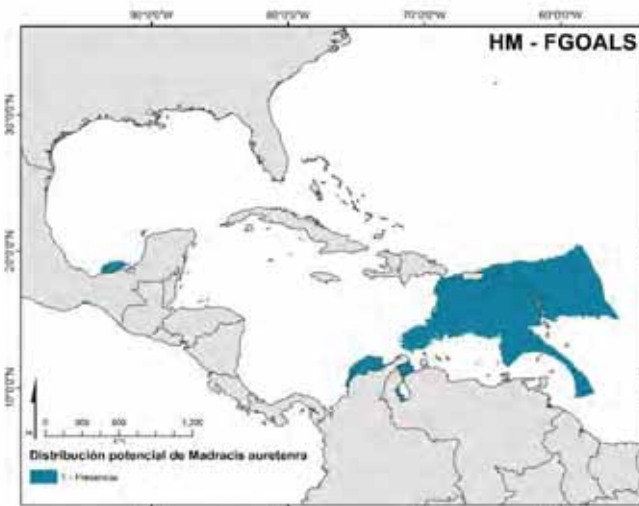 90°0'0"W 80°0'0"W 70°0'0"W 60°0'0"W
HM - FGOALS
30°0'0"N
20°0'0"N
10°0'0"N
0 300 600 1,200
Distribución potencial de Madracis auretenra
1 - Presencia